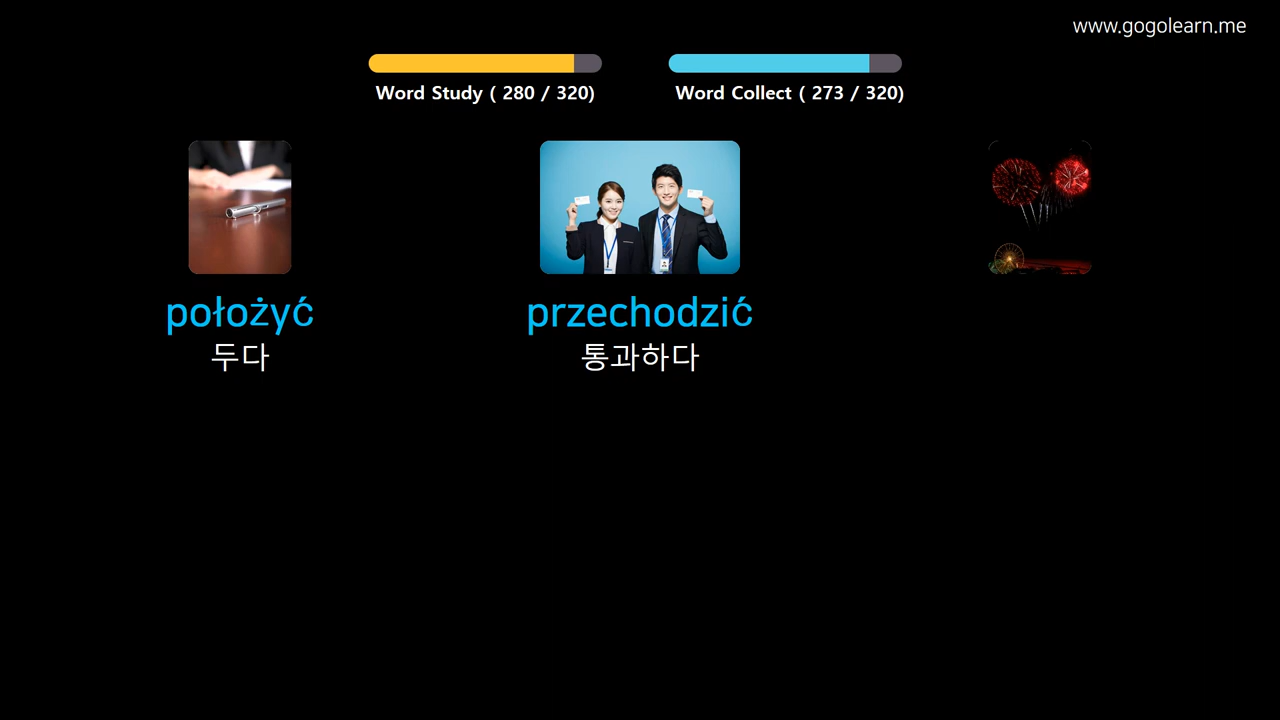 www.gogolearn.me
Word Study ( 280 / 320)
Word Collect ( 273 / 320)
położyć
두다
przechodzić
통과하다